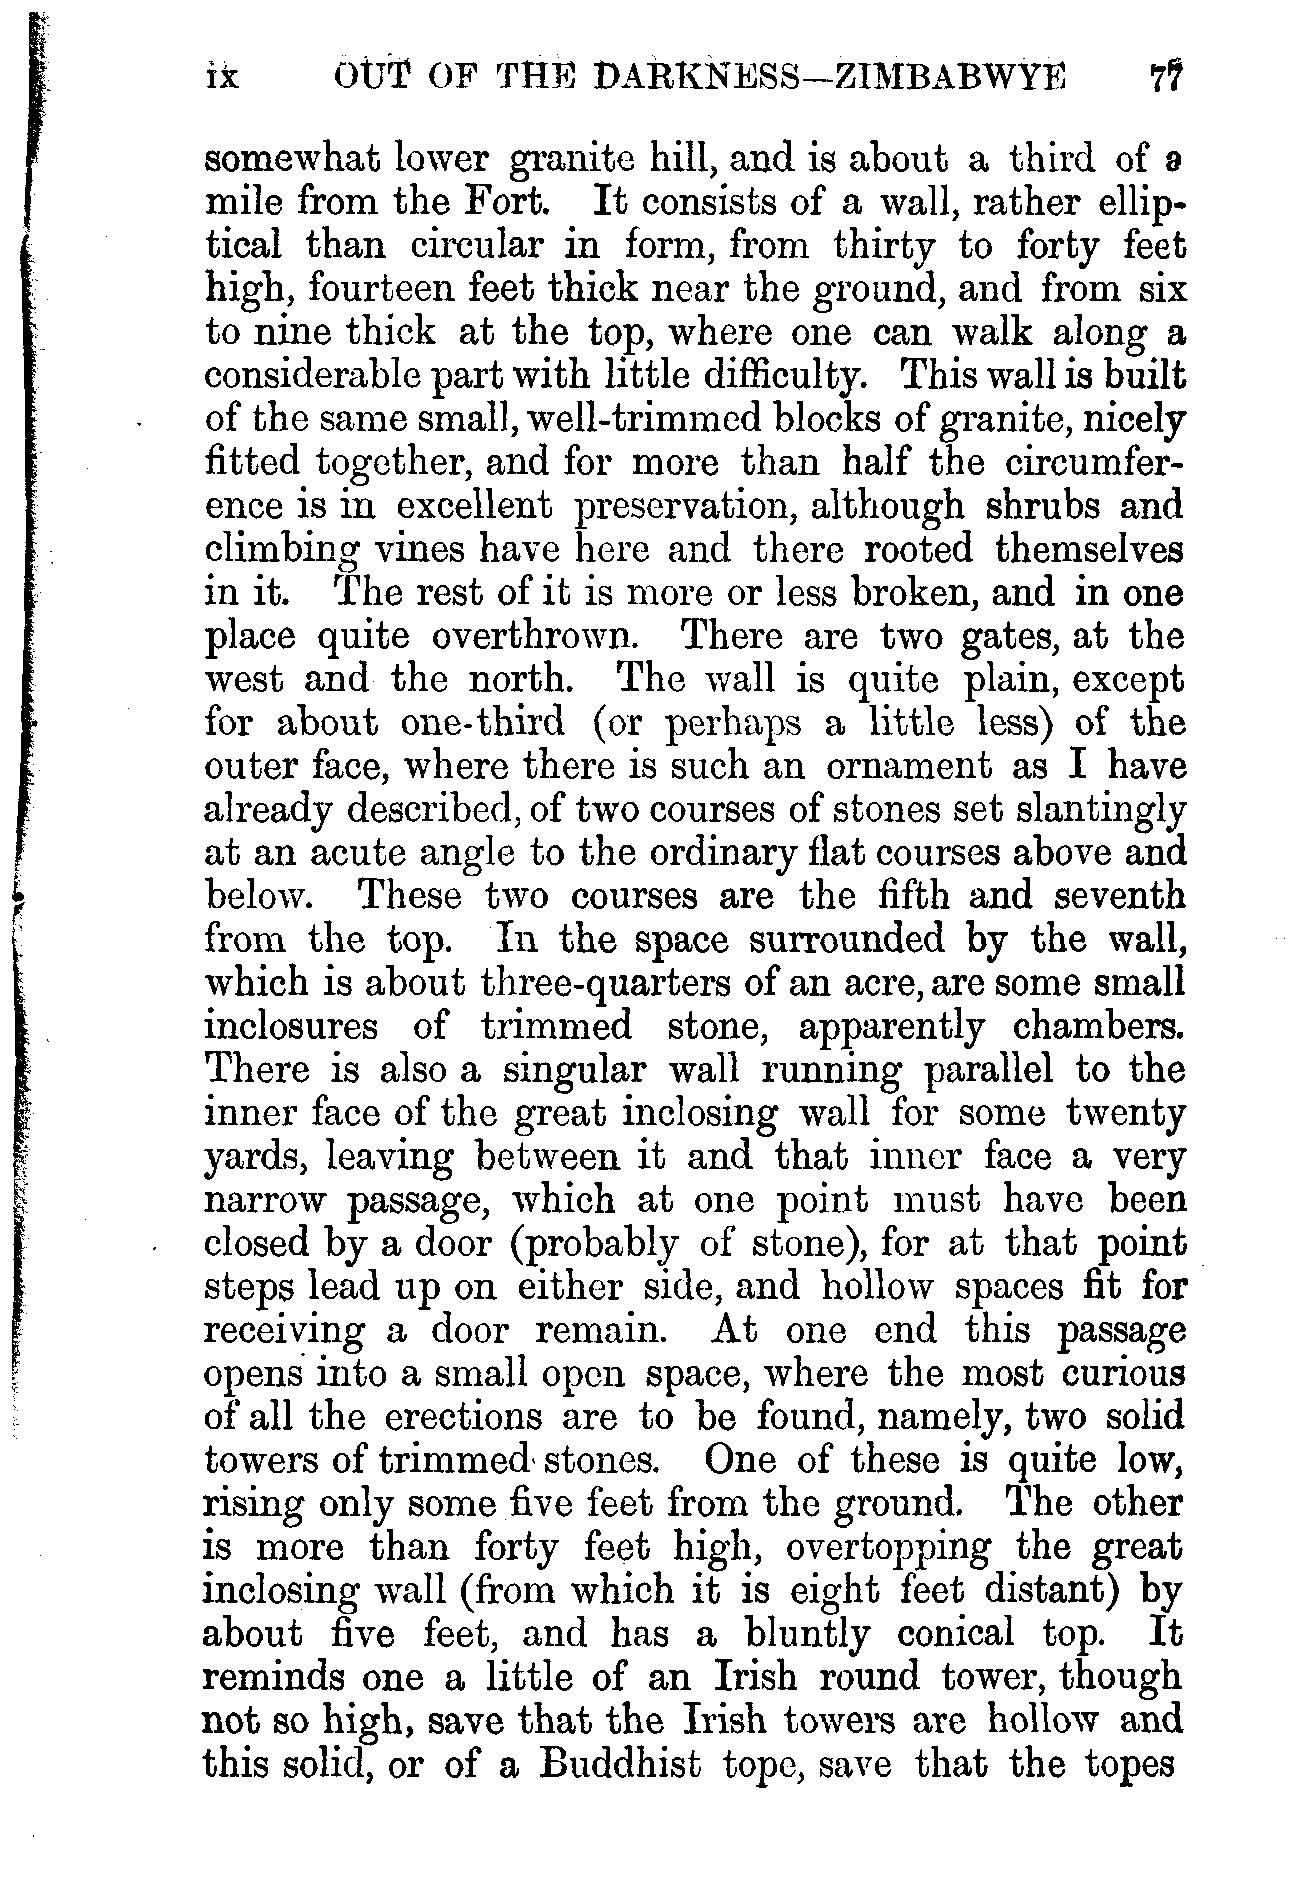 ix OUT OF THE DARKNESS—ZIMBABWYE 77
somewhat lower granite hill, and is about a third of a
mile from the Fort. It consists of a wall, rather ellip-
tical than circular in form, from thirty to forty feet
high, fourteen feet thick near the ground, and from six
to nine thick at the top, where one can walk along a
considerable part with little difficulty. This wall is built
of the same small, well-trimmed blocks of granite, nicely
fitted together, and for more than half the circumfer-
ence is in excellent preservation, although shrubs and
climbing vines have here and there rooted themselves
in it. The rest of it is more or less broken, and in one
place quite overthrown. There are two gates, at the
west and the north. The wall is quite plain, except
for about one-third (or perhaps a little less) of the
outer face, where there is such an ornament as I have
already described, of two courses of stones set slantingly
at an acute angle to the ordinary flat courses above and
below. These two courses are the fifth and seventh
from the top. In the space surrounded by the wall,
which is about three-quarters of an acre, are some small
inclosures of trimmed stone, apparently chambers.
There is also a singular wall running parallel to the
inner face of the great inclosing wall for some twenty
yards, leaving between it and that inner face a very
narrow passage, which at one point must have been
closed by a door (probably of stone), for at that point
steps lead up on either side, and hollow spaces fit for
receiving a door remain. At one end this passage
opens into a small open space, where the most curious
of all the erections are to be found, namely, two solid
towers of trimmed stones. One of these is quite low,
rising only some five feet from the ground. The other
is more than forty feet high, overtopping the great
inclosing wall (from which it is eight feet distant) by
about five feet, and has a bluntly conical top. It
reminds one a little of an Irish round tower, though
not so high, save that the Irish towers are hollow and
this solid, or of a Buddhist tope, save that the topes